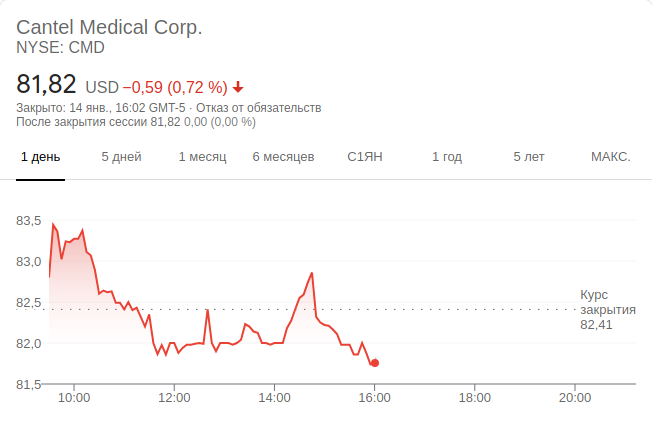 Cantel Medical Corp.
NYSE: CMD
81,82 USD −0,59 (0,72 %)
Закрыто: 14 янв., 16:02 GMT-5 · Отказ от обязательств
После закрытия сессии 81,82 0,00 (0,00 %)
1 день 5 дней 1 месяц 6 месяцев С1ЯН 1 год 5 лет МАКС.
83,5
83,0
82,5
82,0
81,5
Курс
закрытия
82,41
10:00 12:00 14:00 16:00 18:00 20:00